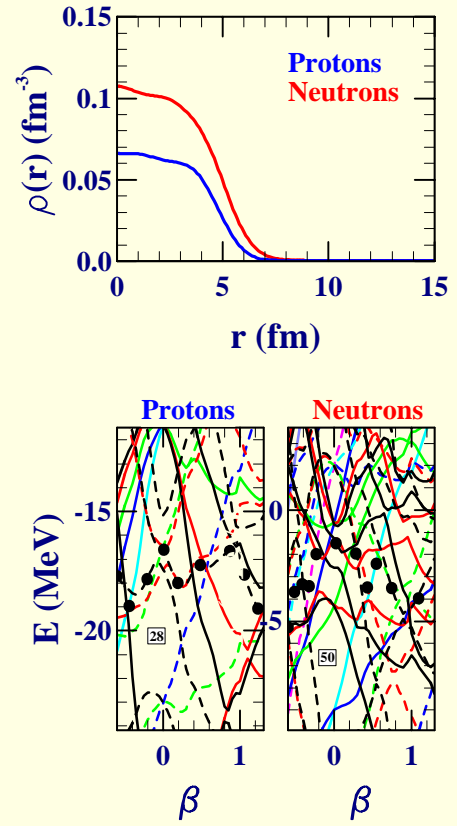 ρ(r) (fm-3)
0.15
0.1
0.05
0.0
Protons
Neutrons
0 5 10 15
r (fm)
Protons Neutrons
E (MeV)
-15
-20
28
0 1
β
0
-5
50
0 1
β